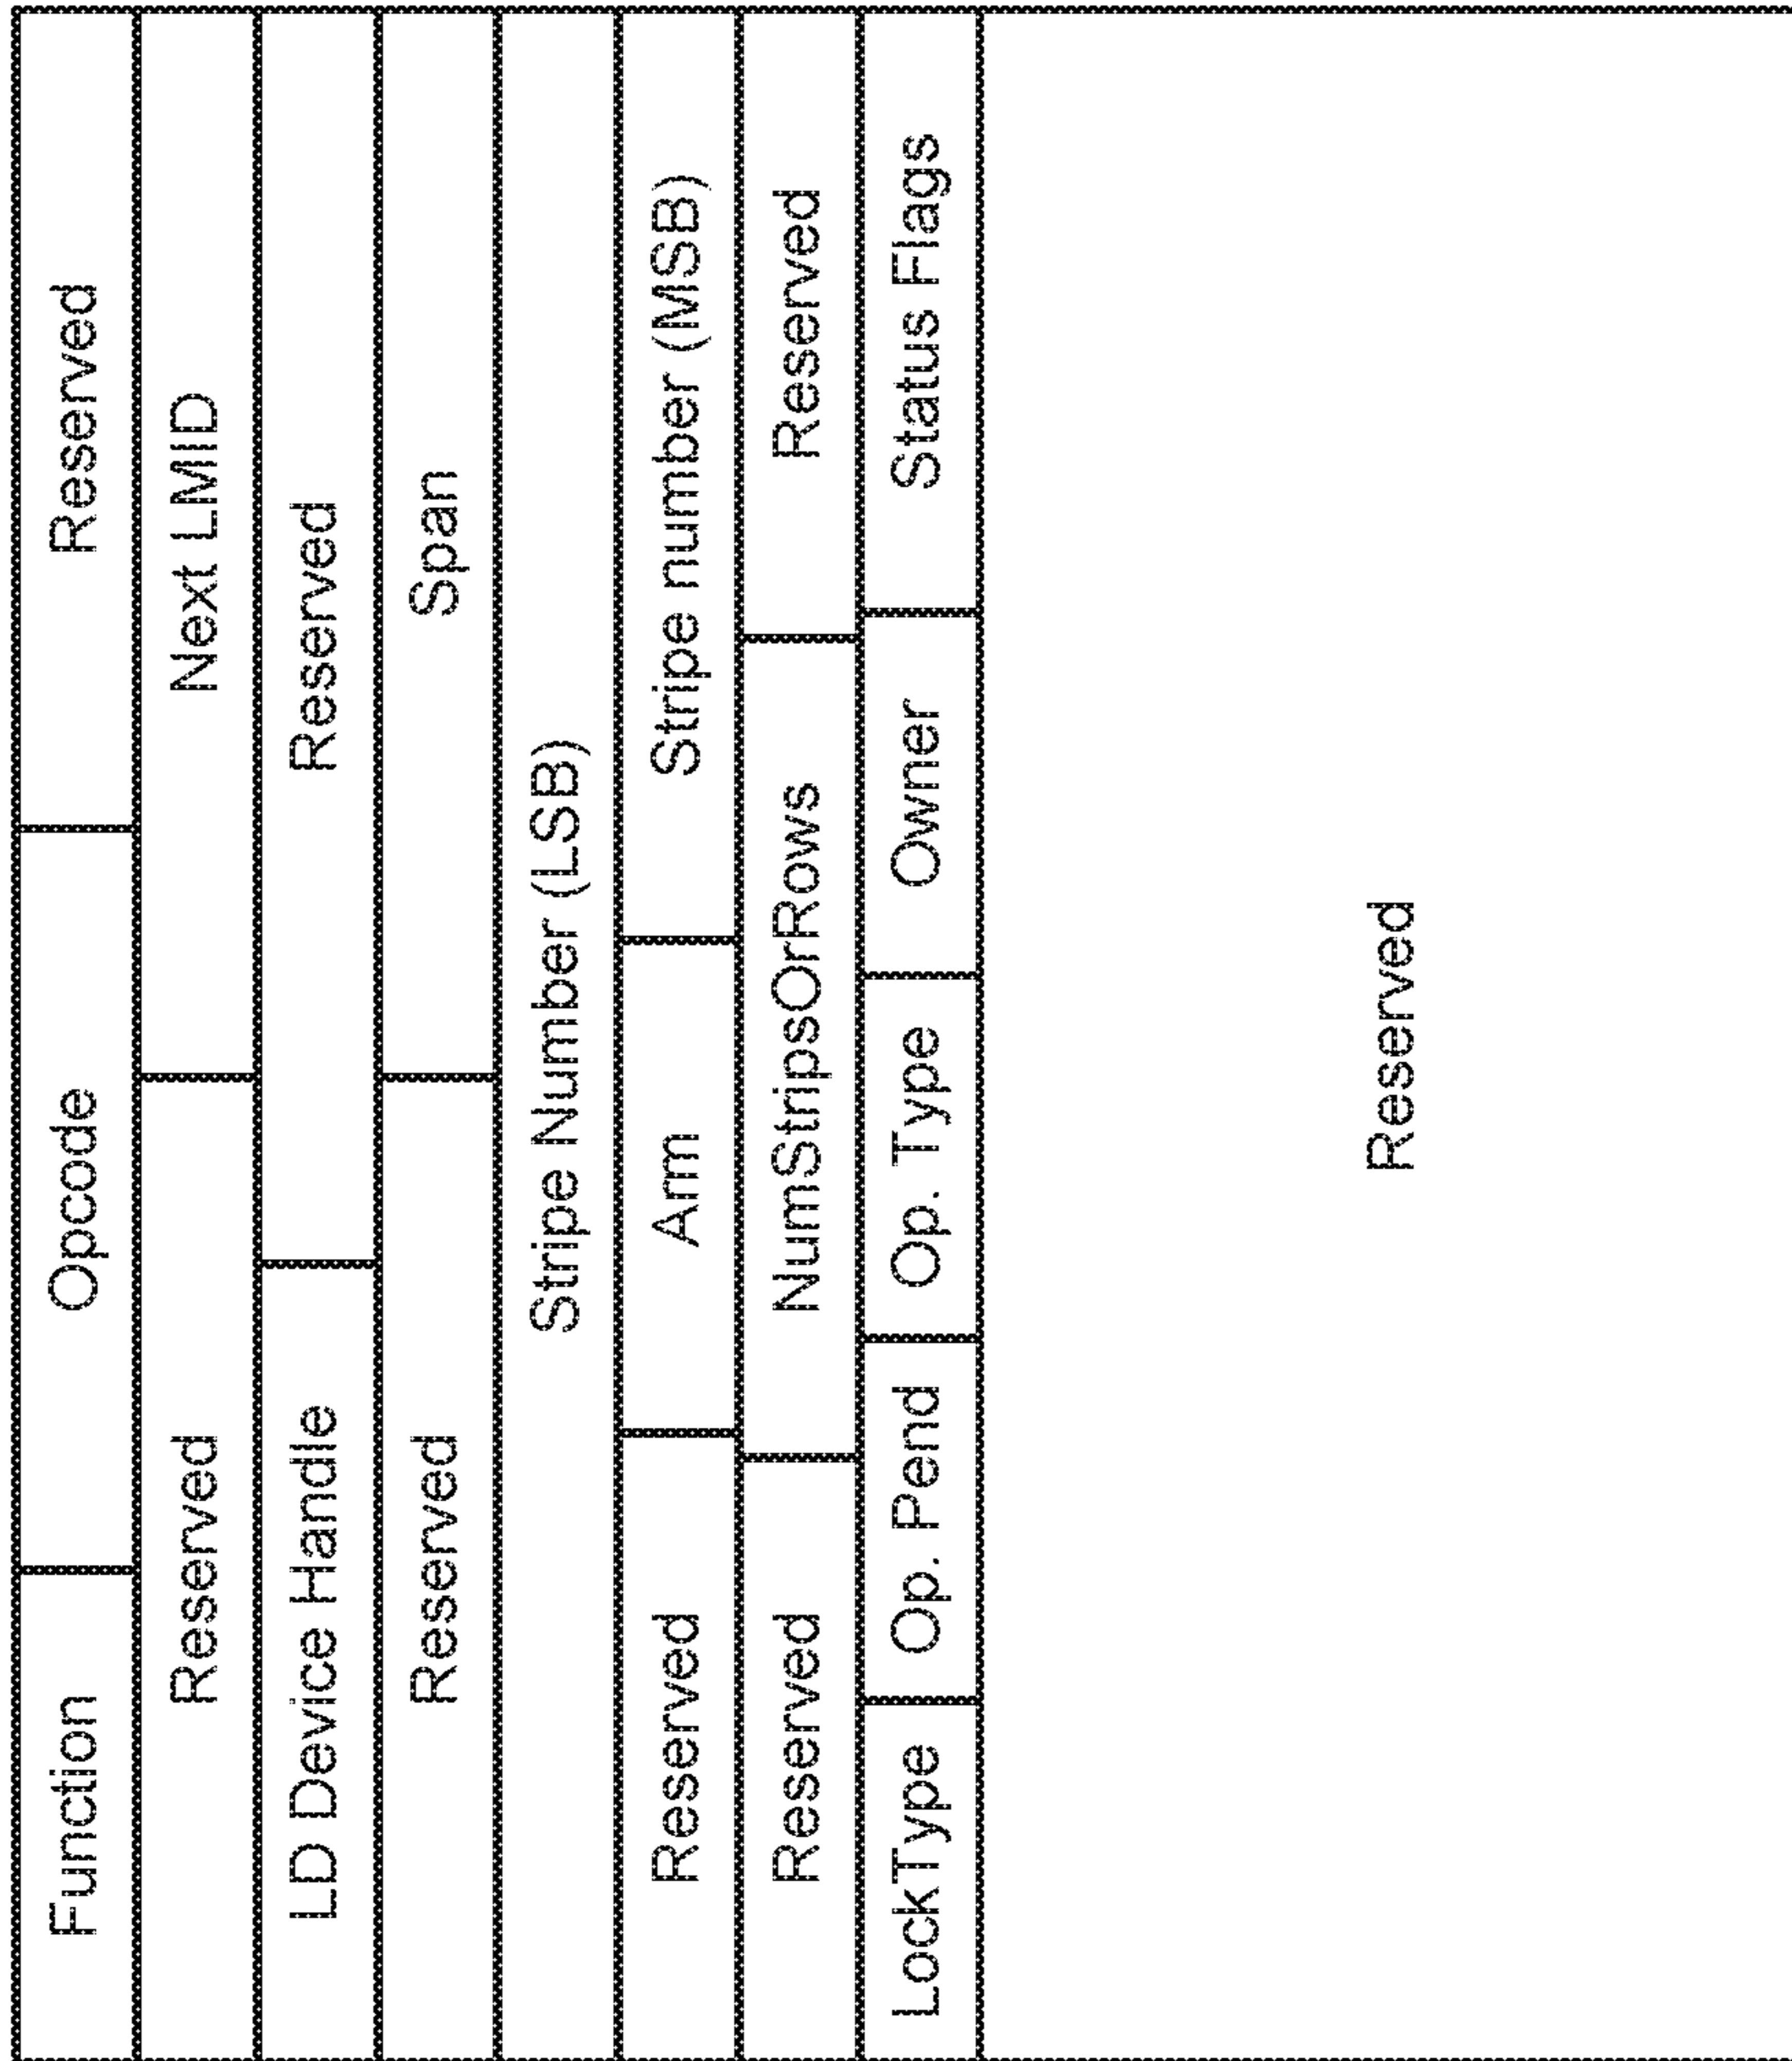 Function Opcode Reserved
Reserved Next LMID
LD Device Handle Reserved
Reserved Span
Stripe Number (LSB)
Reserved Arm Stripe number (MSB)
Reserved NumStripsOrRows Reserved
LockType Op. Pend Op. Type Owner Status Flags
Reserved